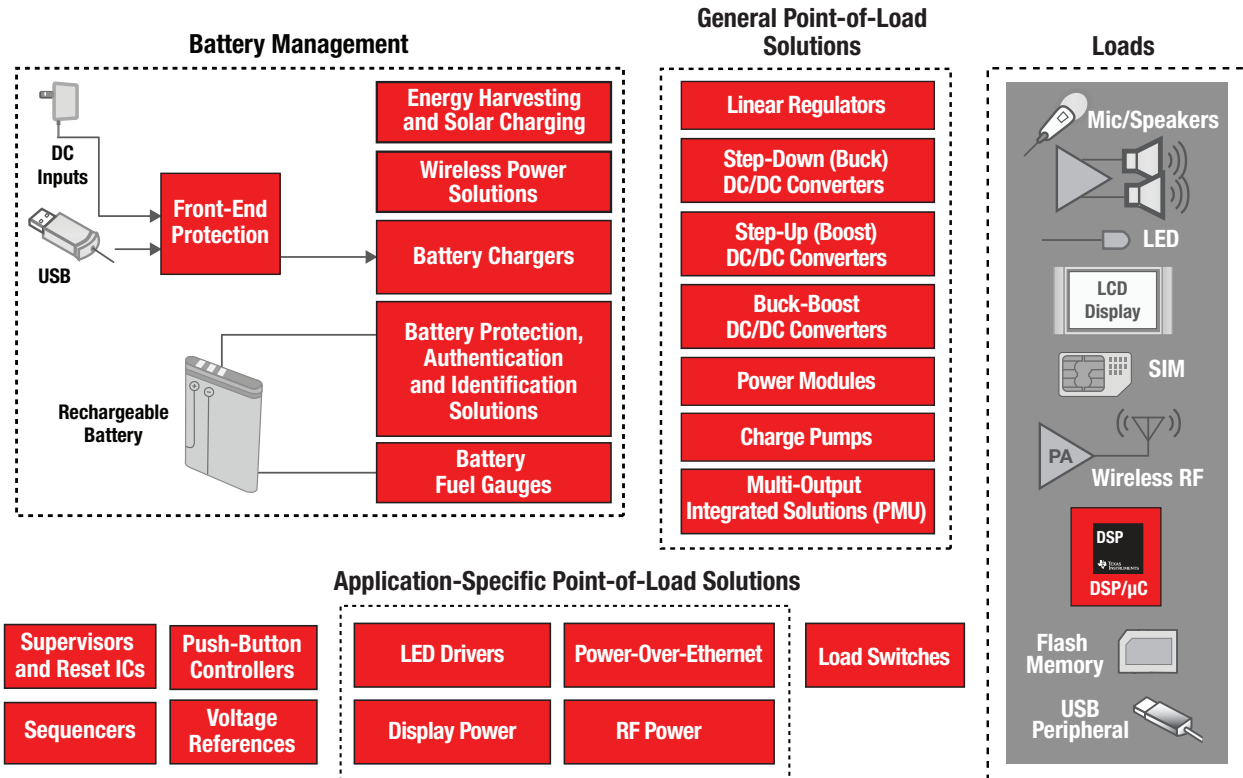 Battery Management
DC
Inputs
USB
Front-End
Protection
Rechargeable
Battery
Energy Harvesting
and Solar Charging
Wireless Power
Solutions
Battery Chargers
Battery Protection,
Authentication
and Identification
Solutions
Battery
Fuel Gauges
General Point-of-Load
Solutions
Linear Regulators
Step-Down (Buck)
DC/DC Converters
Step-Up (Boost)
DC/DC Converters
Buck-Boost
DC/DC Converters
Power Modules
Charge Pumps
Multi-Output
Integrated Solutions (PMU)
Loads
Mic/Speakers
LED
LCD
Display
SIM
PA
Wireless RF
DSP
TEXAS
INSTRUMENTS
DSP/µC
Flash
Memory
USB
Peripheral
Application-Specific Point-of-Load Solutions
Supervisors
and Reset ICs
Push-Button
Controllers
LED Drivers
Power-Over-Ethernet
Load Switches
Sequencers
Voltage
References
Display Power
RF Power